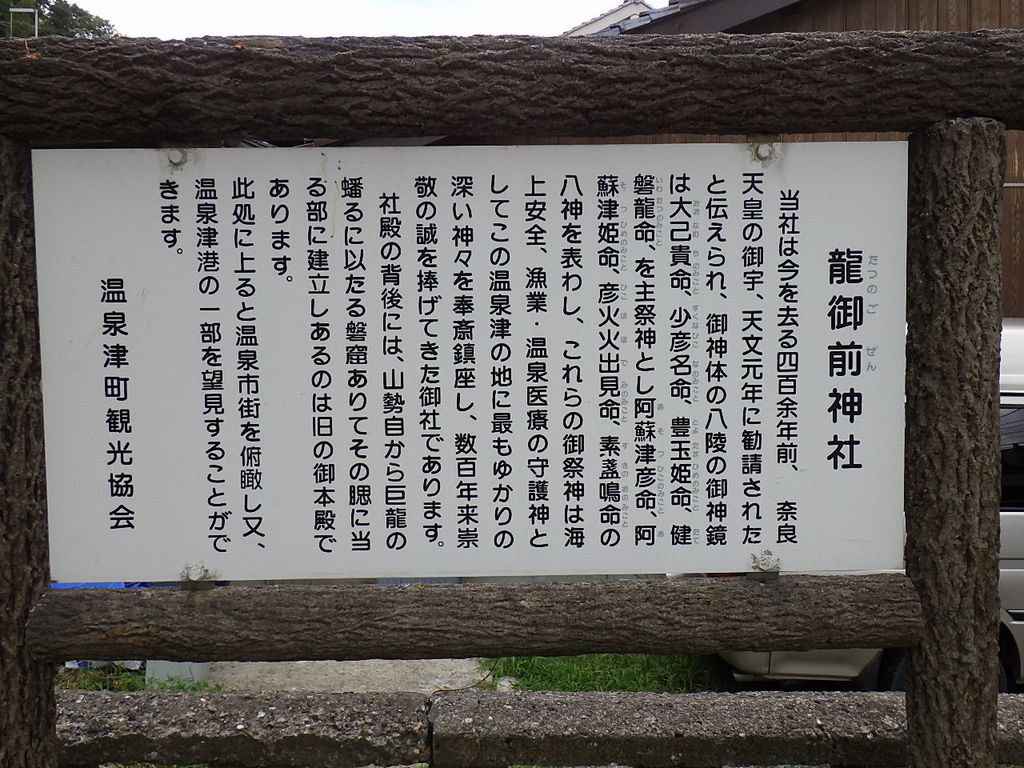 龍御前神社
たつのごぜん
当社は今を去る四百余年前、奈良
天皇の御宇、天文元年に勧請された
と伝えられ、御神体の八陵の御神鏡
は大己貴命、少彦名命、豊玉姫命、健
磐龍命、を主祭神とし阿蘇津彦命、阿
蘇津姫命、彦火火出見命、素盞鳴命の
八神を表わし、これらの御祭神は海
上安全、漁業・温泉医療の守護神と
してこの温泉津の地に最もゆかりの
深い神々を奉斎鎮座し、数百年来崇
敬の誠を捧げてきた御社であります。
社殿の背後には、山勢自から巨龍の
蟠るに以たる磐窟ありてその腮に当
る部に建立しあるのは旧の御本殿で
あります。
此処に上ると温泉市街を俯瞰し又、
温泉津港の一部を望見することがで
きます。
温泉津町観光協会